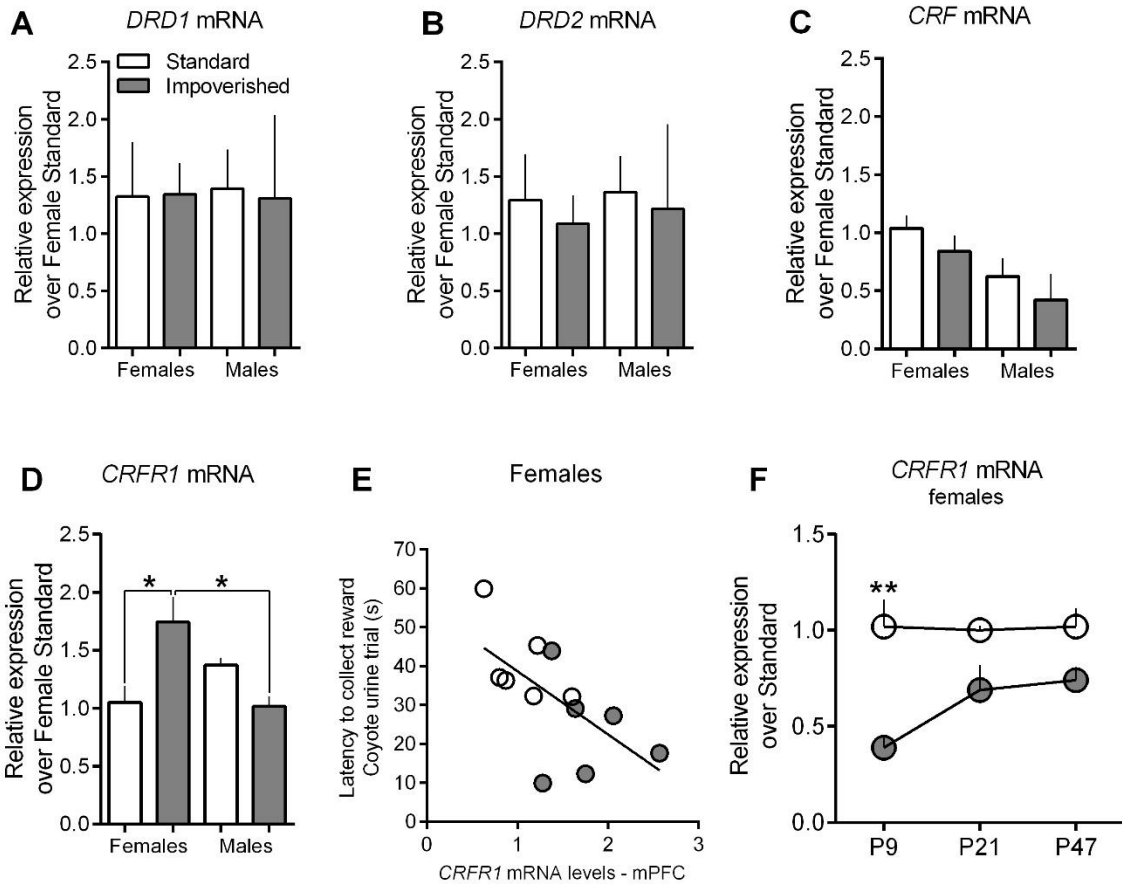 A
DRD1 mRNA
Standard
Impoverished
Relative expression
over Female Standard
2.5
2.0
1.5
1.0
0.5
0.0
Females
Males
B
DRD2 mRNA
Relative expression
over Female Standard
2.5
2.0
1.5
1.0
0.5
0.0
Females
Males
C
CRF mRNA
Relative expression
over Female Standard
2.5
2.0
1.5
1.0
0.5
0.0
Females
Males
D
CRFR1 mRNA
Relative expression
over Female Standard
2.5
2.0
1.5
1.0
0.5
0.0
*
*
Females
Males
E
Females
Latency to collect reward
Coyote urine trial (s)
70
60
50
40
30
20
10
0
0
1
2
3
CRFR1 mRNA levels - mPFC
F
CRFR1 mRNA
females
Relative expression
over Standard
1.5
1.0
0.5
0.0
**
P9
P21
P47